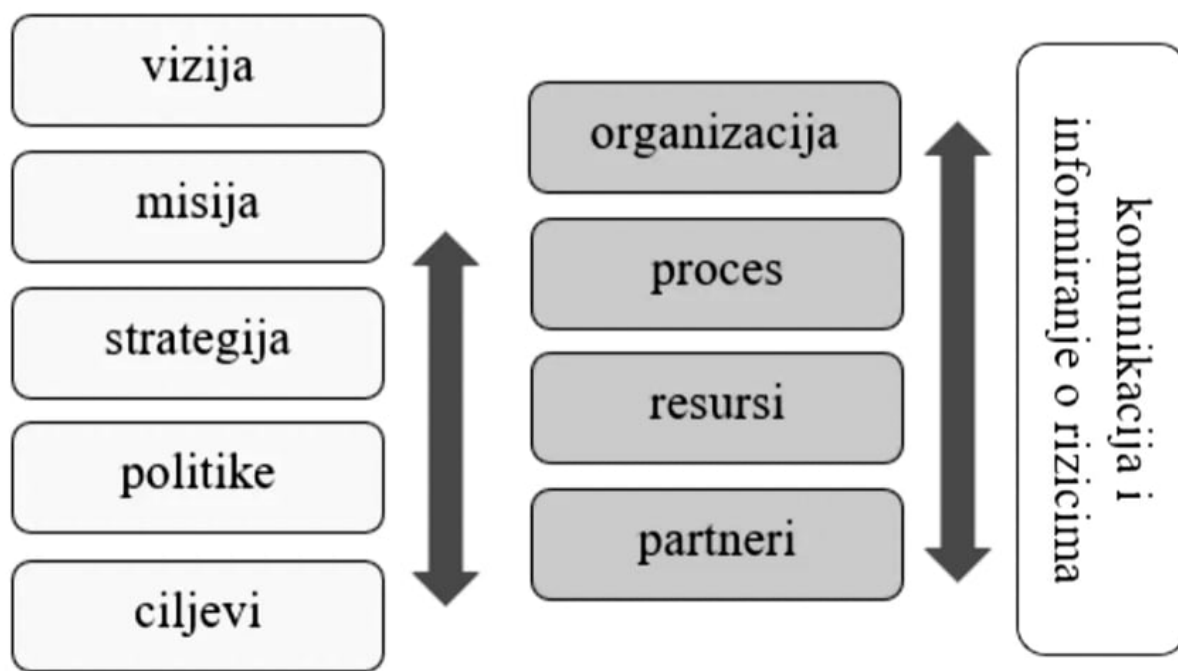 vizija
misija
strategija
politike
ciljevi
organizacija
proces
resursi
partneri
komunikacija i
informiranje o rizicima